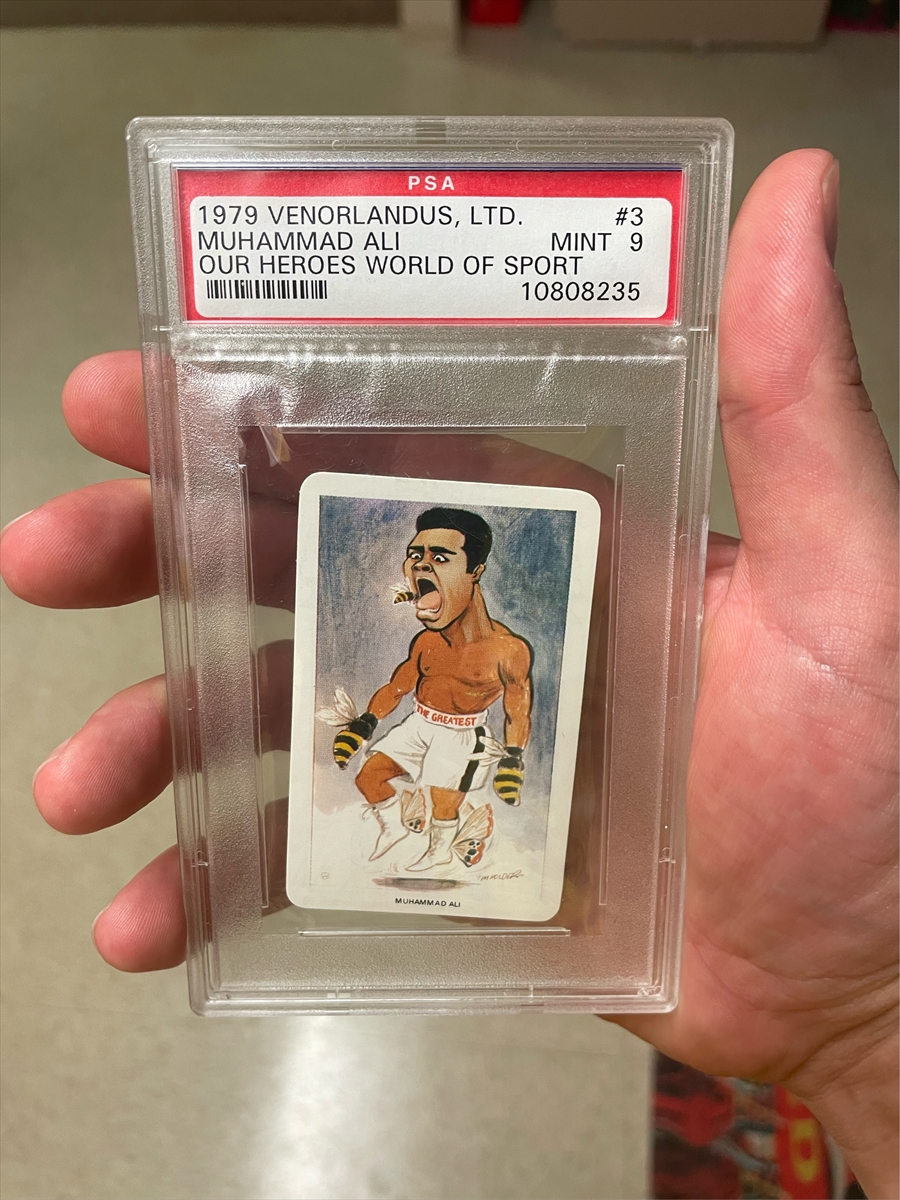 PSA
1979 VENORLANDUS, LTD. #3
MUHAMMAD ALI MINT 9
OUR HEROES WORLD OF SPORT
10808235
THE GREATEST
MUHAMMAD ALI